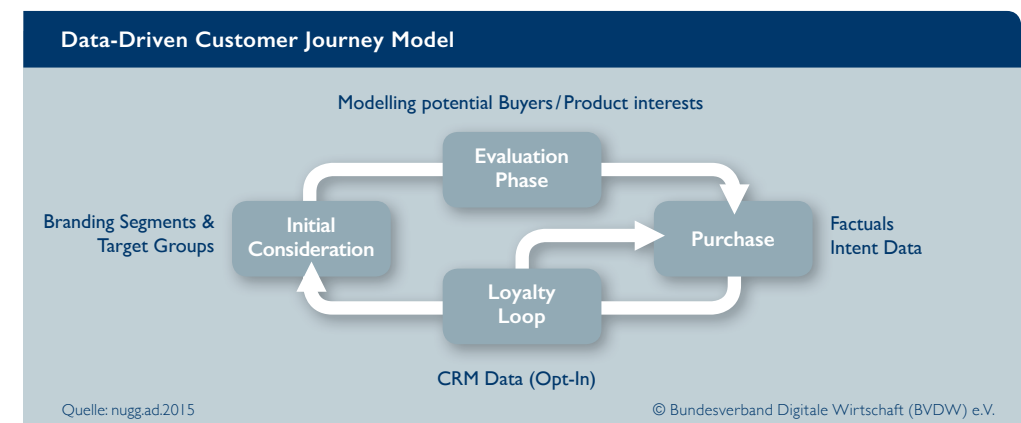 Data-Driven Customer Journey Model
Modelling potential Buyers/Product interests
Evaluation
Phase
Branding Segments &
Target Groups
Initial
Consideration
Purchase
Factuals
Intent Data
Loyalty
Loop
CRM Data (Opt-In)
Quelle: nugg.ad.2015
© Bundesverband Digitale Wirtschaft (BVDW) e.V.